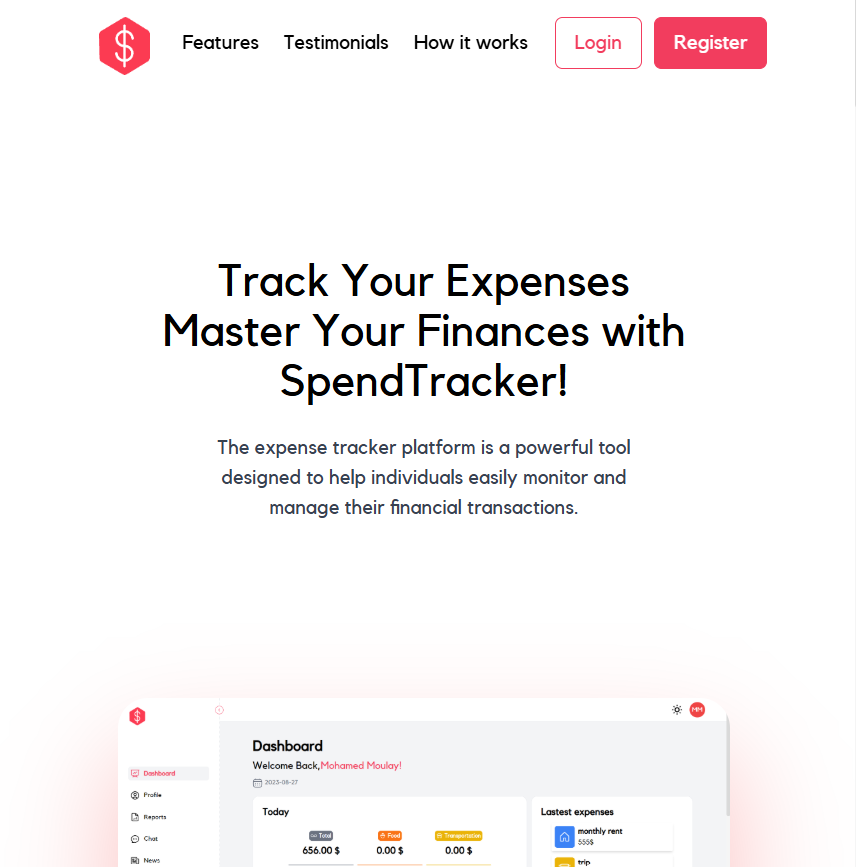 Features Testimonials How it works Login Register
Track Your Expenses
Master Your Finances with
SpendTracker!
The expense tracker platform is a powerful tool
designed to help individuals easily monitor and
manage their financial transactions.
MM
Dashboard
Welcome Back,Mohamed Moulay!
2023-08-27
Dashboard
Profile
Reports
Chat
News
Today
Total Food Transportation
656.00 $ 0.00 $ 0.00 $
Lastest expenses
monthly rent
555$
trip